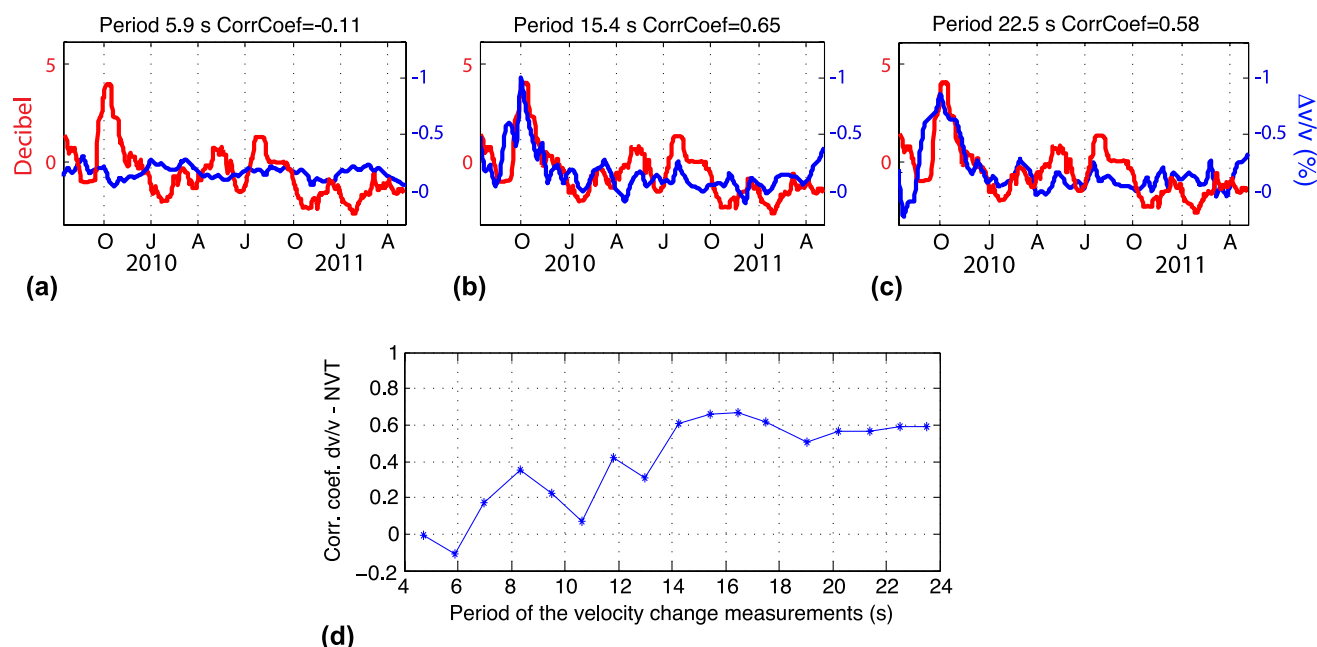 Period 5.9 s CorrCoef=-0.11
Decibel
5
0
-1
-0.5
-0
O J A J O J A
2010 2011
(a)
Period 15.4 s CorrCoef=0.65
5
0
-1
-0.5
-0
O J A J O J A
2010 2011
(b)
Period 22.5 s CorrCoef=0.58
5
0
-1
-0.5
-0
Δv/v (%)
O J A J O J A
2010 2011
(c)
Corr. coef. dv/v - NVT
1
0.8
0.6
0.4
0.2
0
−0.2
4 6 8 10 12 14 16 18 20 22 24
Period of the velocity change measurements (s)
(d)